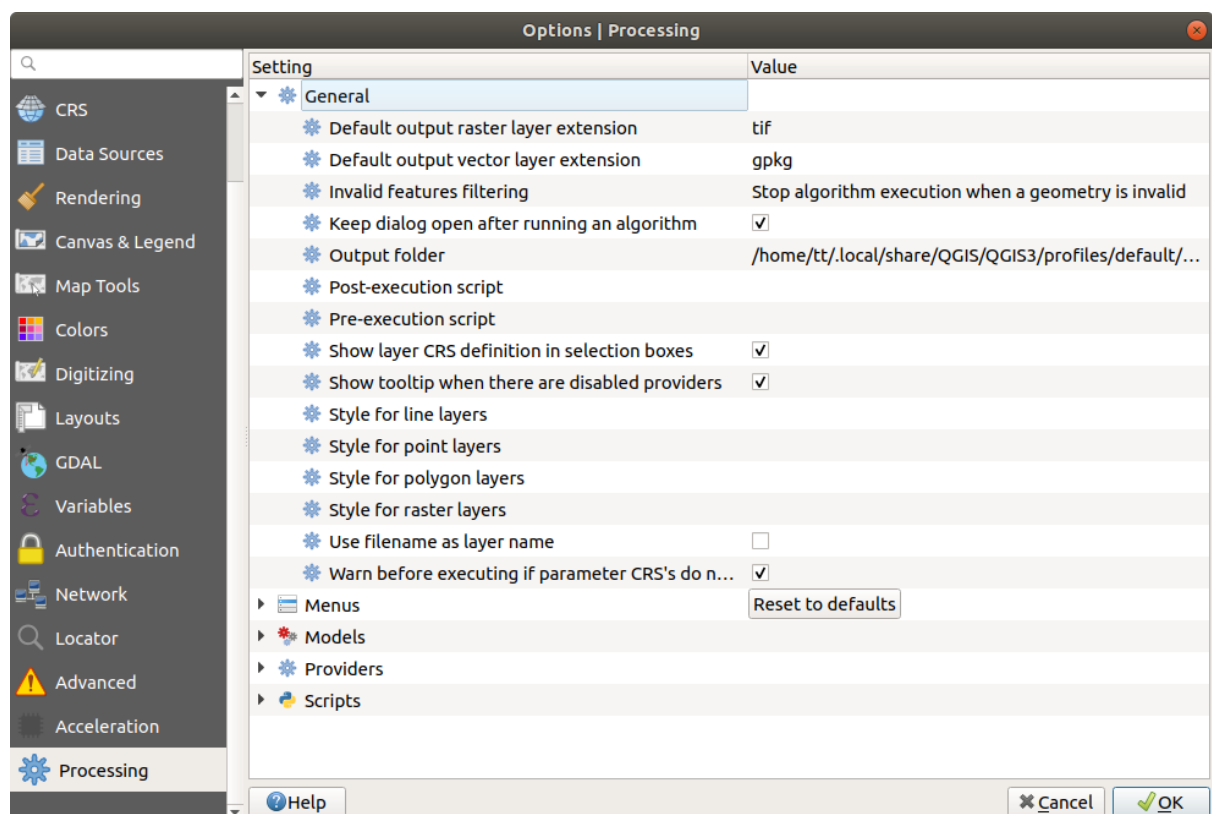 Options | Processing
CRS
Data Sources
Rendering
Canvas & Legend
Map Tools
Colors
Digitizing
Layouts
GDAL
Variables
Authentication
Network
Locator
Advanced
Acceleration
Processing
Setting Value
General
Default output raster layer extension tif
Default output vector layer extension gpkg
Invalid features filtering Stop algorithm execution when a geometry is invalid
Keep dialog open after running an algorithm
Output folder /home/tt/.local/share/QGIS/QGIS3/profiles/default/...
Post-execution script
Pre-execution script
Show layer CRS definition in selection boxes
Show tooltip when there are disabled providers
Style for line layers
Style for point layers
Style for polygon layers
Style for raster layers
Use filename as layer name
Warn before executing if parameter CRS's do n...
Menus Reset to defaults
Models
Providers
Scripts
Help Cancel OK